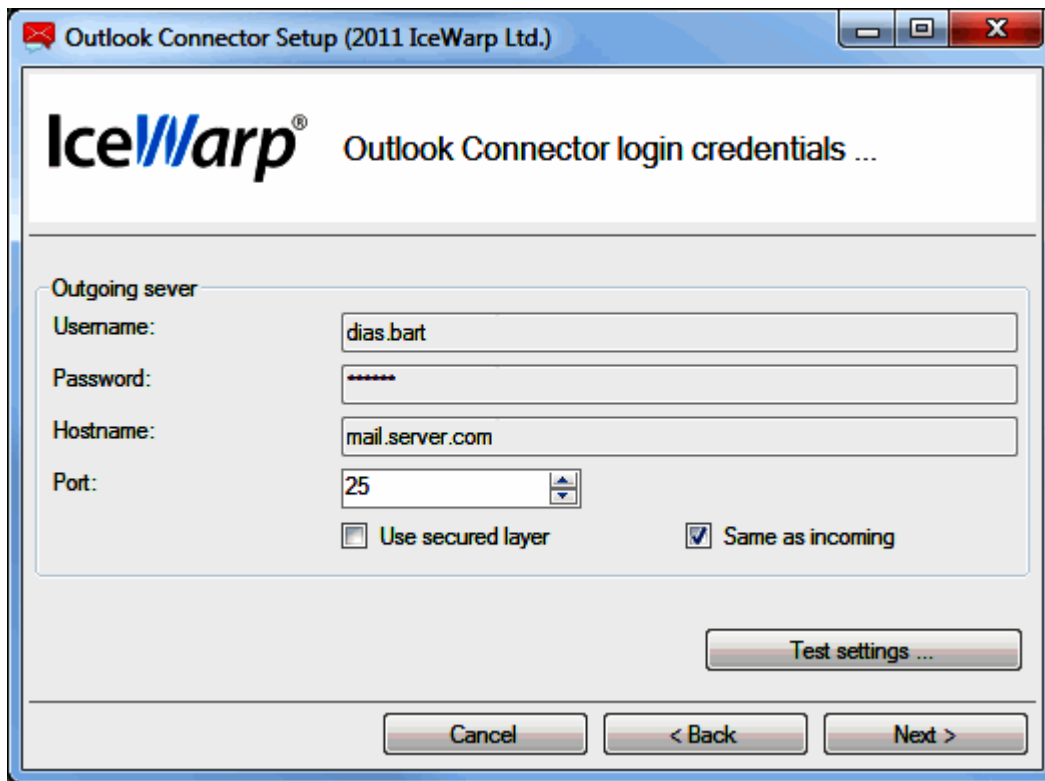 Outlook Connector Setup (2011 IceWarp Ltd.)
IceWarp®
Outlook Connector login credentials ...
Outgoing sever
Username: dias.bart
Password: ******
Hostname: mail.server.com
Port: 25
Use secured layer Same as incoming
Test settings ...
Cancel < Back Next >